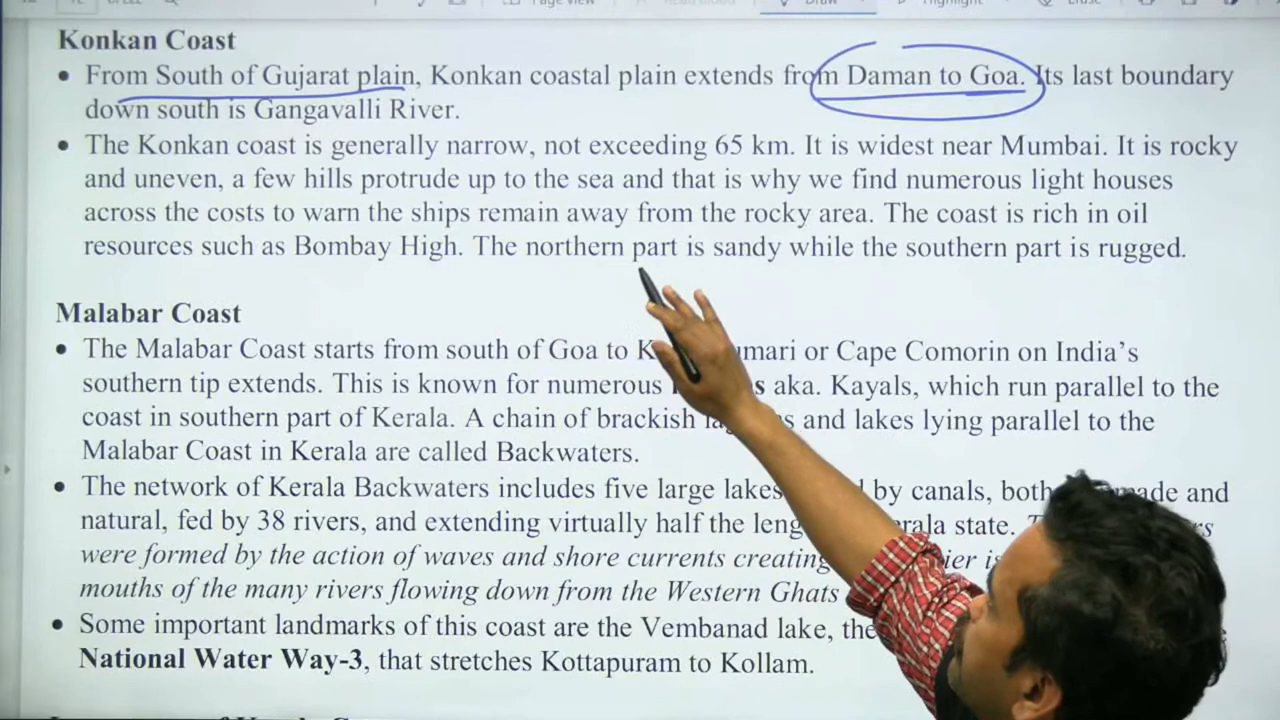 Page view
Draw
Highlight
Konkan Coast
• From South of Gujarat plain, Konkan coastal plain extends from Daman to Goa. Its last boundary
down south is Gangavalli River.
• The Konkan coast is generally narrow, not exceeding 65 km. It is widest near Mumbai. It is rocky
and uneven, a few hills protrude up to the sea and that is why we find numerous light houses
across the costs to warn the ships remain away from the rocky area. The coast is rich in oil
resources such as Bombay High. The northern part is sandy while the southern part is rugged.
Malabar Coast
• The Malabar Coast starts from south of Goa to or Cape Comorin on India's
southern tip extends. This is known for numerous aka. Kayals, which run parallel to the
coast in southern part of Kerala. A chain of brackish and lakes lying parallel to the
Malabar Coast in Kerala are called Backwaters.
• The network of Kerala Backwaters includes five large lakes by canals, both and
natural, fed by 38 rivers, and extending virtually half the state.
were formed by the action of waves and shore currents creating
mouths of the many rivers flowing down from the Western Ghats
• Some important landmarks of this coast are the Vembanad lake, the
National Water Way-3, that stretches Kottapuram to Kollam.